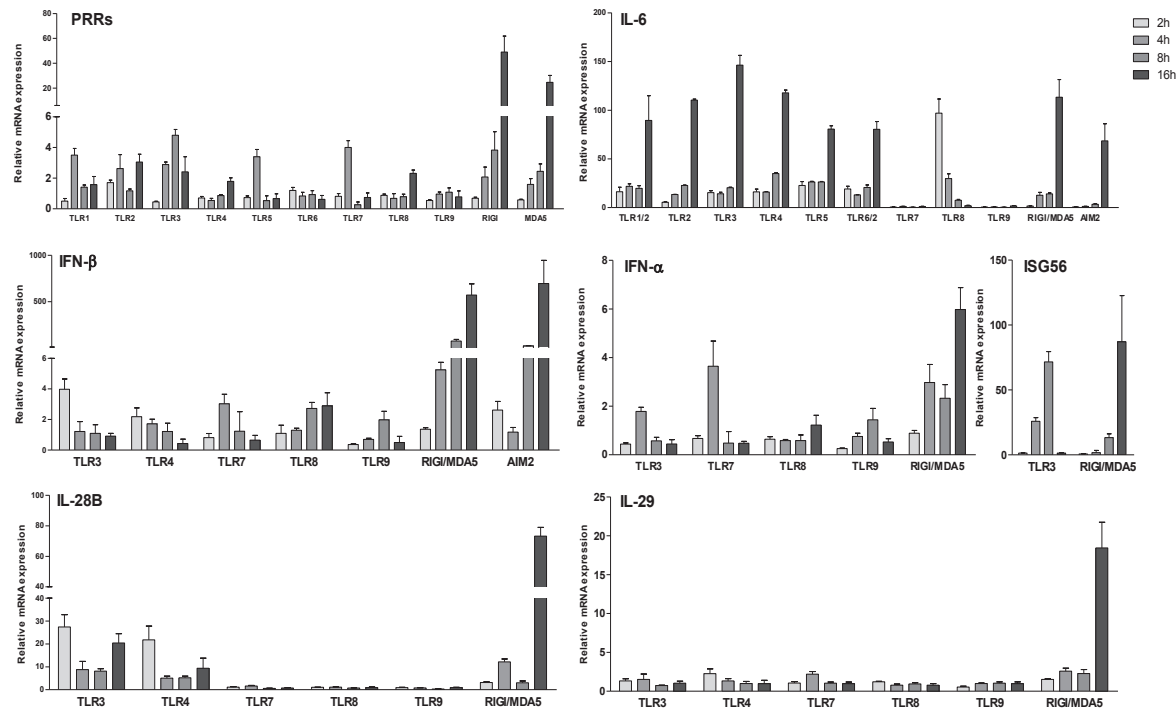 PRRs
Relative mRNA expression
80
60
40
20
6
4
2
0
TLR1 TLR2 TLR3 TLR4 TLR5 TLR6 TLR7 TLR8 TLR9 RIGI MDA5
IL-6
Relative mRNA expression
200
150
100
50
0
TLR1/2 TLR2 TLR3 TLR4 TLR5 TLR6/2 TLR7 TLR8 TLR9 RIGI/MDA5 AIM2
2h
4h
8h
16h
IFN-β
Relative mRNA expression
1000
500
6
4
2
0
TLR3 TLR4 TLR7 TLR8 TLR9 RIGI/MDA5 AIM2
IFN-α
Relative mRNA expression
8
6
4
2
0
TLR3 TLR7 TLR8 TLR9 RIGI/MDA5
ISG56
Relative mRNA expression
150
100
50
0
TLR3 RIGI/MDA5
IL-28B
Relative mRNA expression
100
80
60
40
40
30
20
10
0
TLR3 TLR4 TLR7 TLR8 TLR9 RIGI/MDA5
IL-29
Relative mRNA expression
25
20
15
10
5
0
TLR3 TLR4 TLR7 TLR8 TLR9 RIGI/MDA5